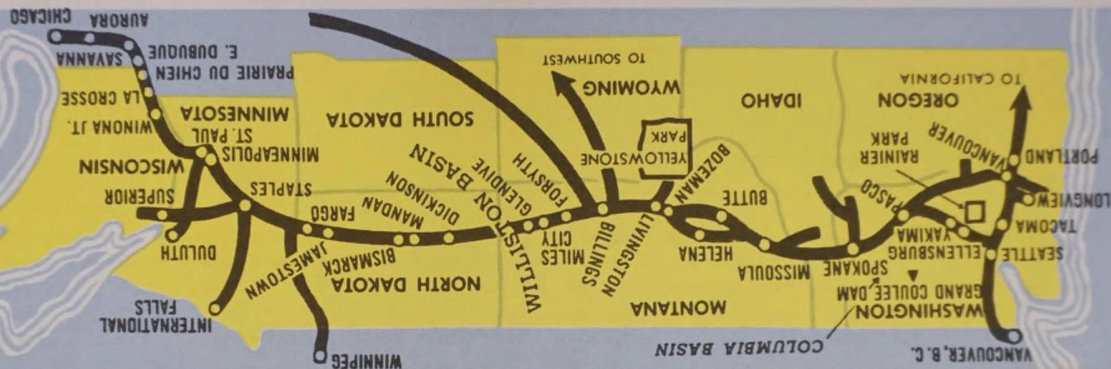 VANCOUVER, B. C.
COLUMBIA BASIN
WINNIPEG
WASHINGTON
GRAND COULEE DAM
MONTANA
NORTH DAKOTA
INTERNATIONAL
FALLS
SEATTLE
TACOMA
LONGVIEW
PORTLAND
ELLENSBURG
YAKIMA
PASCO
SPOKANE
MISSOULA
HELENA
BUTTE
BOZEMAN
LIVINGSTON
BILLINGS
FORSYTH
MILES
CITY
GLENDIVE
WILLISTON BASIN
DICKINSON
MANDAN
BISMARCK
JAMESTOWN
FARGO
STAPLES
DULUTH
SUPERIOR
VANCOUVER
RAINIER
PARK
YELLOWSTONE
PARK
OREGON
TO CALIFORNIA
IDAHO
WYOMING
TO SOUTHWEST
SOUTH DAKOTA
MINNESOTA
MINNEAPOLIS
ST. PAUL
WISCONSIN
WINONA JT.
LA CROSSE
PRAIRIE DU CHIEN
E. DUBUQUE
SAVANNA
AURORA
CHICAGO